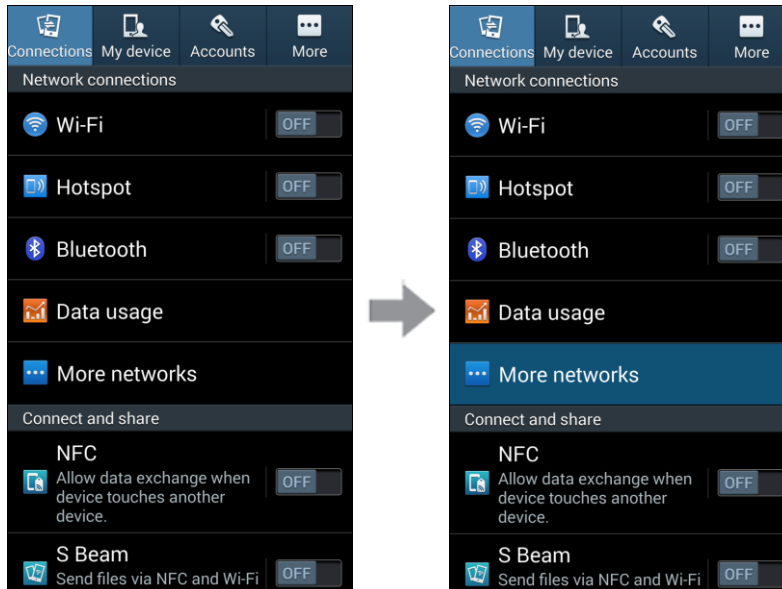 Connections My device Accounts More
Network connections
Wi-Fi OFF
Hotspot OFF
Bluetooth OFF
Data usage
More networks
Connect and share
NFC
Allow data exchange when OFF
device touches another
device.
S Beam
Send files via NFC and Wi-Fi OFF
Connections My device Accounts More
Network connections
Wi-Fi OFF
Hotspot OFF
Bluetooth OFF
Data usage
More networks
Connect and share
NFC
Allow data exchange when OFF
device touches another
device.
S Beam
Send files via NFC and Wi-Fi OFF